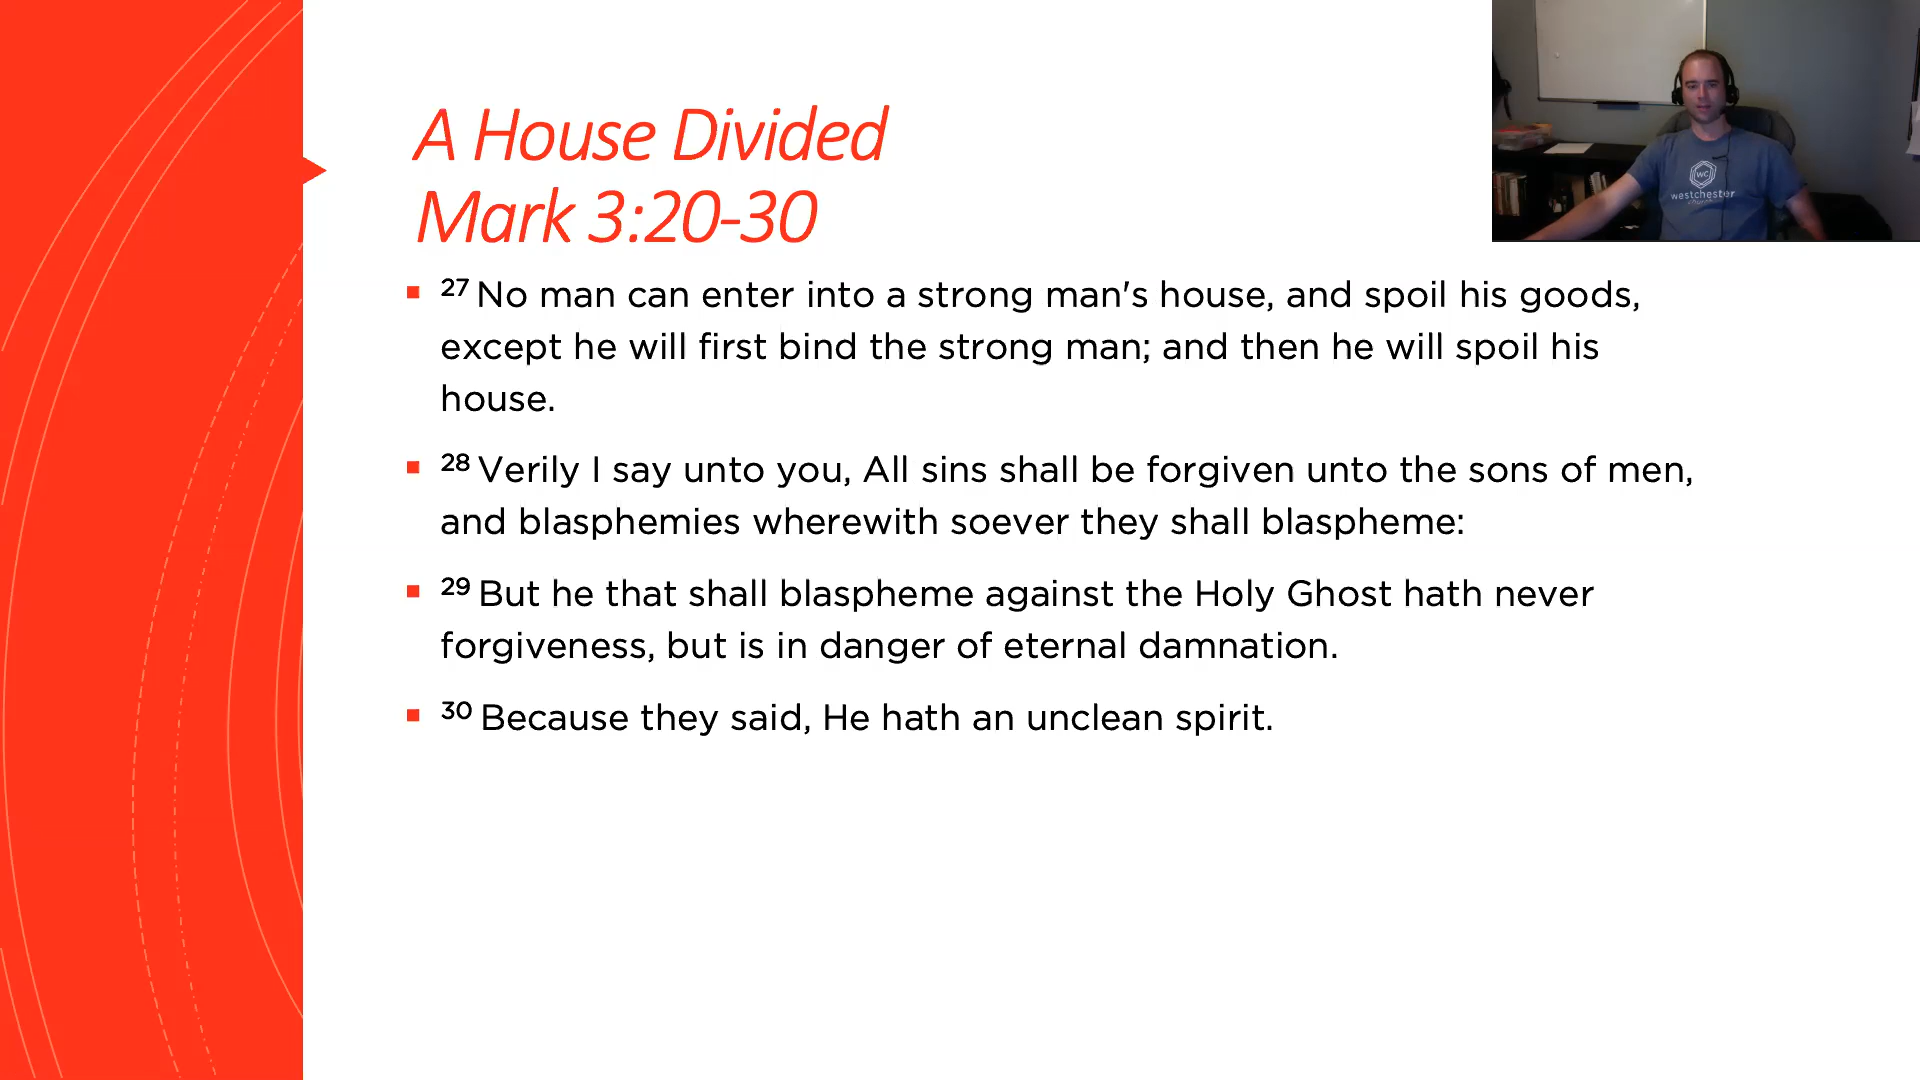 A House Divided
Mark 3:20-30
27 No man can enter into a strong man's house, and spoil his goods,
except he will first bind the strong man; and then he will spoil his
house.
28 Verily I say unto you, All sins shall be forgiven unto the sons of men,
and blasphemies wherewith soever they shall blaspheme:
29 But he that shall blaspheme against the Holy Ghost hath never
forgiveness, but is in danger of eternal damnation.
30 Because they said, He hath an unclean spirit.
WC
westchester